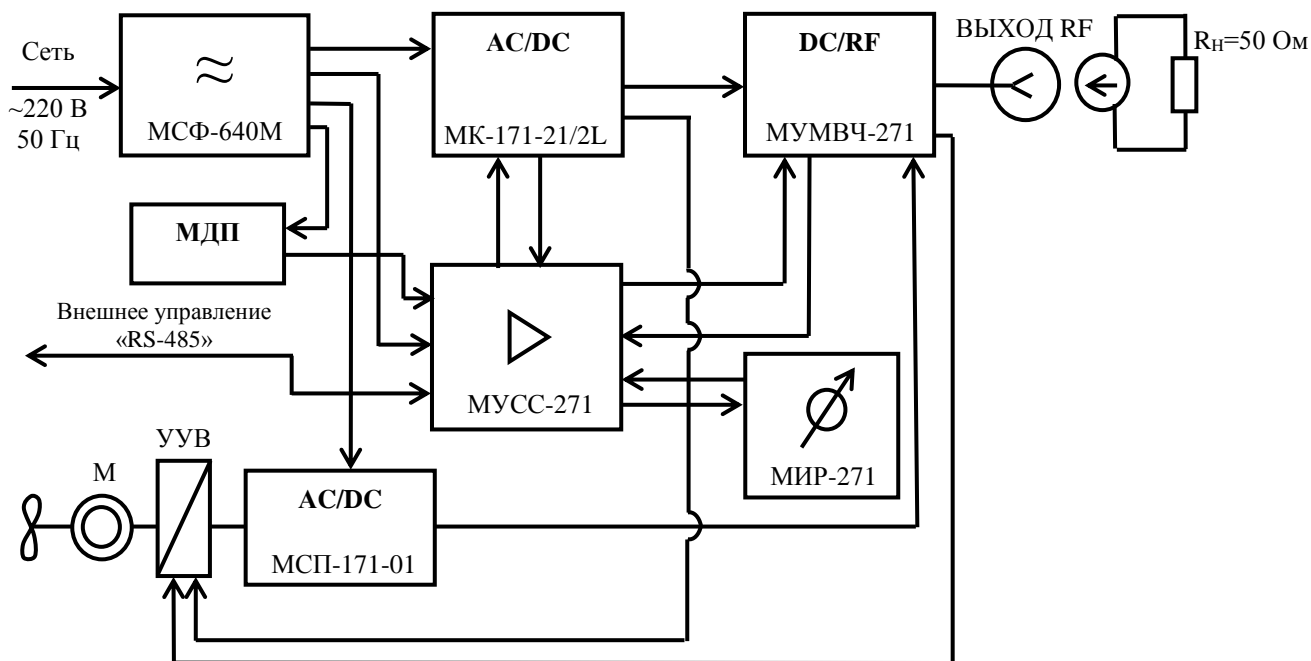 Сеть
~220 В
50 Гц
≈
МСФ-640М
AC/DC
МК-171-21/2L
DC/RF
МУМВЧ-271
ВЫХОД RF
RН=50 Ом
МДП
Внешнее управление
«RS-485»
МУСС-271
МИР-271
УУВ
М
AC/DC
МСП-171-01